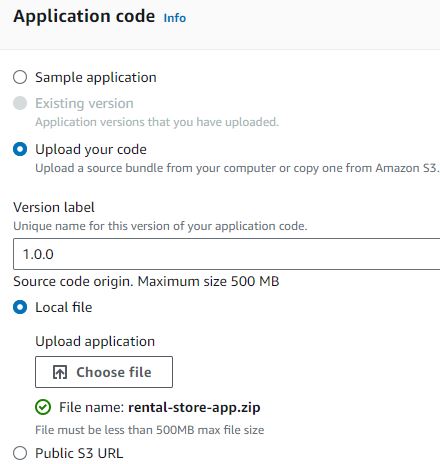 Application code Info
Sample application
Existing version
Application versions that you have uploaded.
Upload your code
Upload a source bundle from your computer or copy one from Amazon S3.
Version label
Unique name for this version of your application code.
1.0.0
Source code origin. Maximum size 500 MB
Local file
Upload application
Choose file
File name: rental-store-app.zip
File must be less than 500MB max file size
Public S3 URL